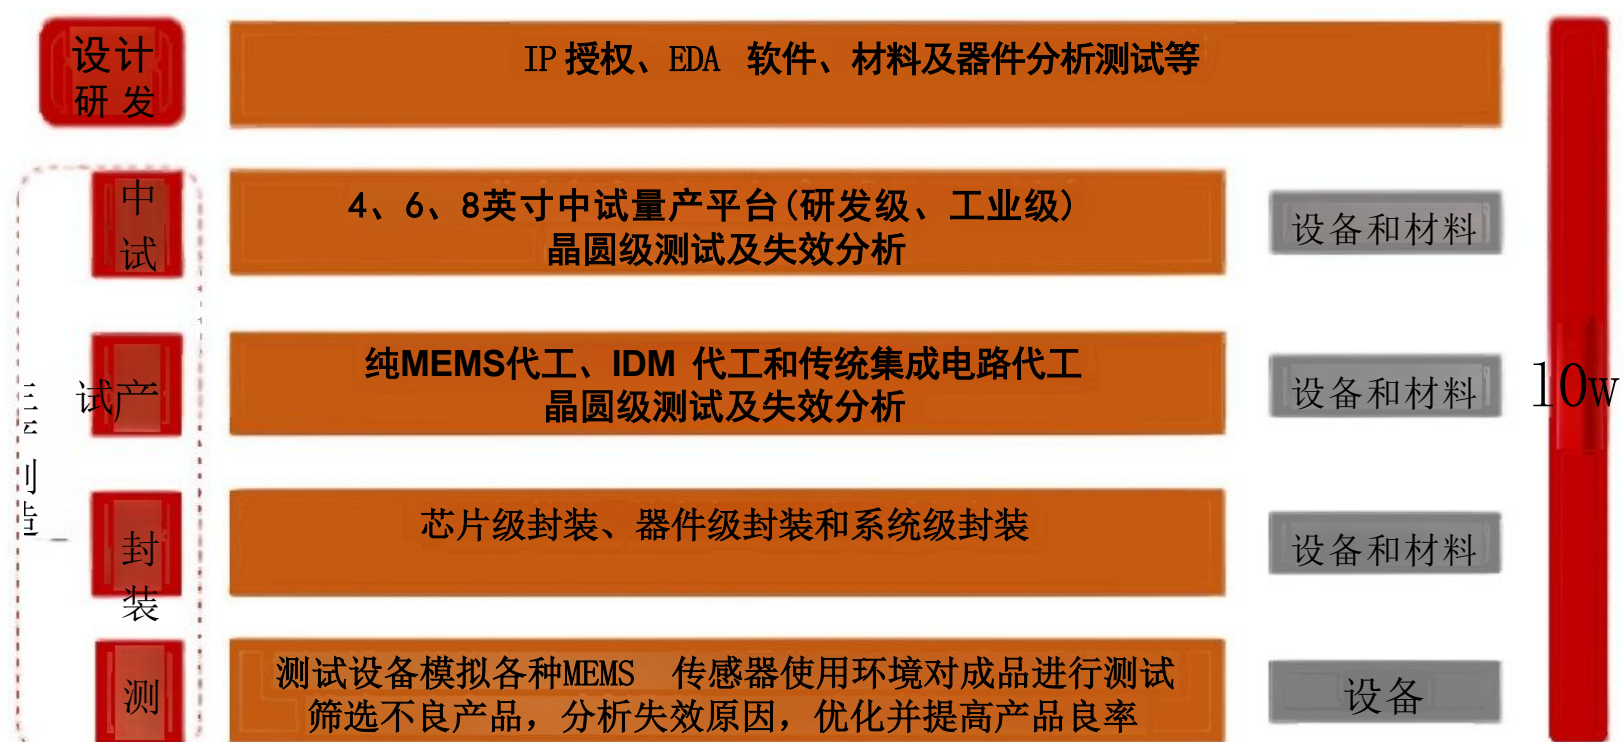 设计
研发
IP 授权、EDA 软件、材料及器件分析测试等
中
试
4、6、8英寸中试量产平台(研发级、工业级)
晶圆级测试及失效分析
设备和材料
试产
纯MEMS代工、IDM 代工和传统集成电路代工
晶圆级测试及失效分析
设备和材料
10w
封
装
芯片级封装、器件级封装和系统级封装
设备和材料
测
测试设备模拟各种MEMS 传感器使用环境对成品进行测试
筛选不良产品，分析失效原因，优化并提高产品良率
设备